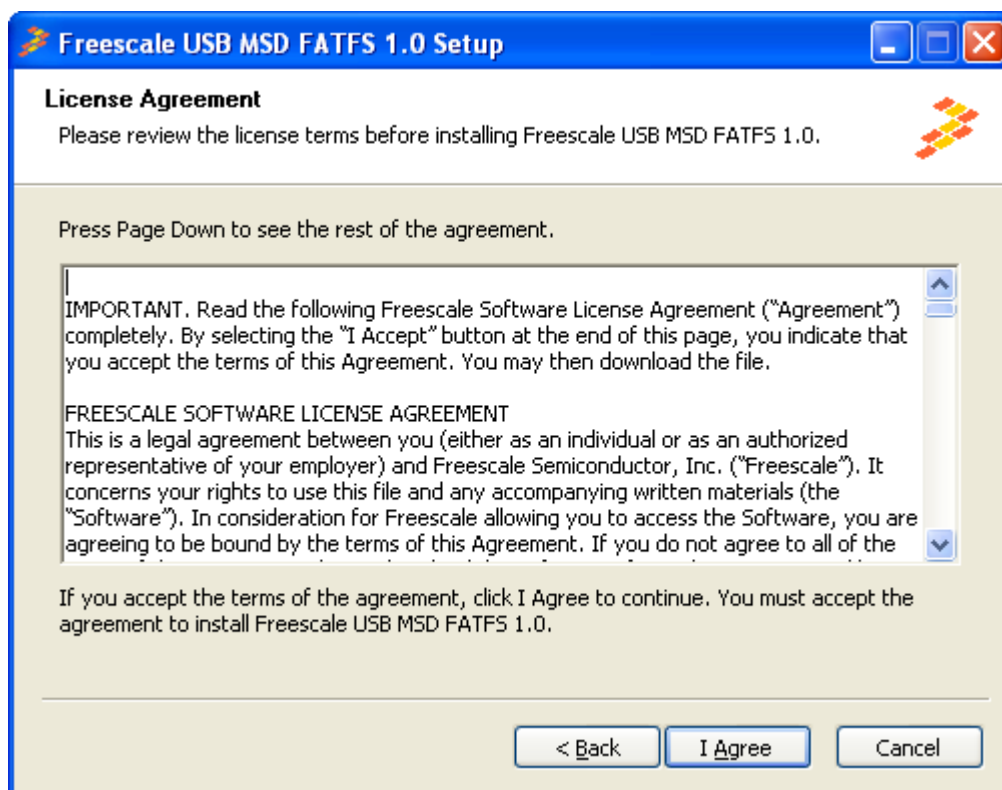 Freescale USB MSD FATFS 1.0 Setup
License Agreement
Please review the license terms before installing Freescale USB MSD FATFS 1.0.
Press Page Down to see the rest of the agreement.
IMPORTANT. Read the following Freescale Software License Agreement (“Agreement”)
completely. By selecting the “I Accept” button at the end of this page, you indicate that
you accept the terms of this Agreement. You may then download the file.
FREESCALE SOFTWARE LICENSE AGREEMENT
This is a legal agreement between you (either as an individual or as an authorized
representative of your employer) and Freescale Semiconductor, Inc. (“Freescale”). It
concerns your rights to use this file and any accompanying written materials (the
“Software”). In consideration for Freescale allowing you to access the Software, you are
agreeing to be bound by the terms of this Agreement. If you do not agree to all of the
If you accept the terms of the agreement, click I Agree to continue. You must accept the
agreement to install Freescale USB MSD FATFS 1.0.
< Back
I Agree
Cancel